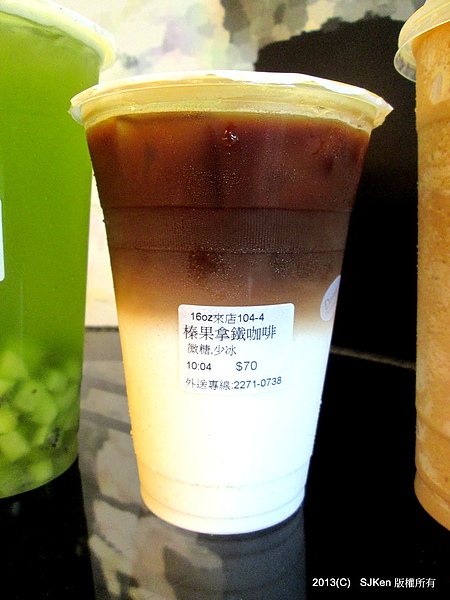 16oz來店104-4
榛果拿鐵咖啡
微糖.少冰
10:04 $70
外送專線:2271-0738
2013(C) SJKen 版權所有